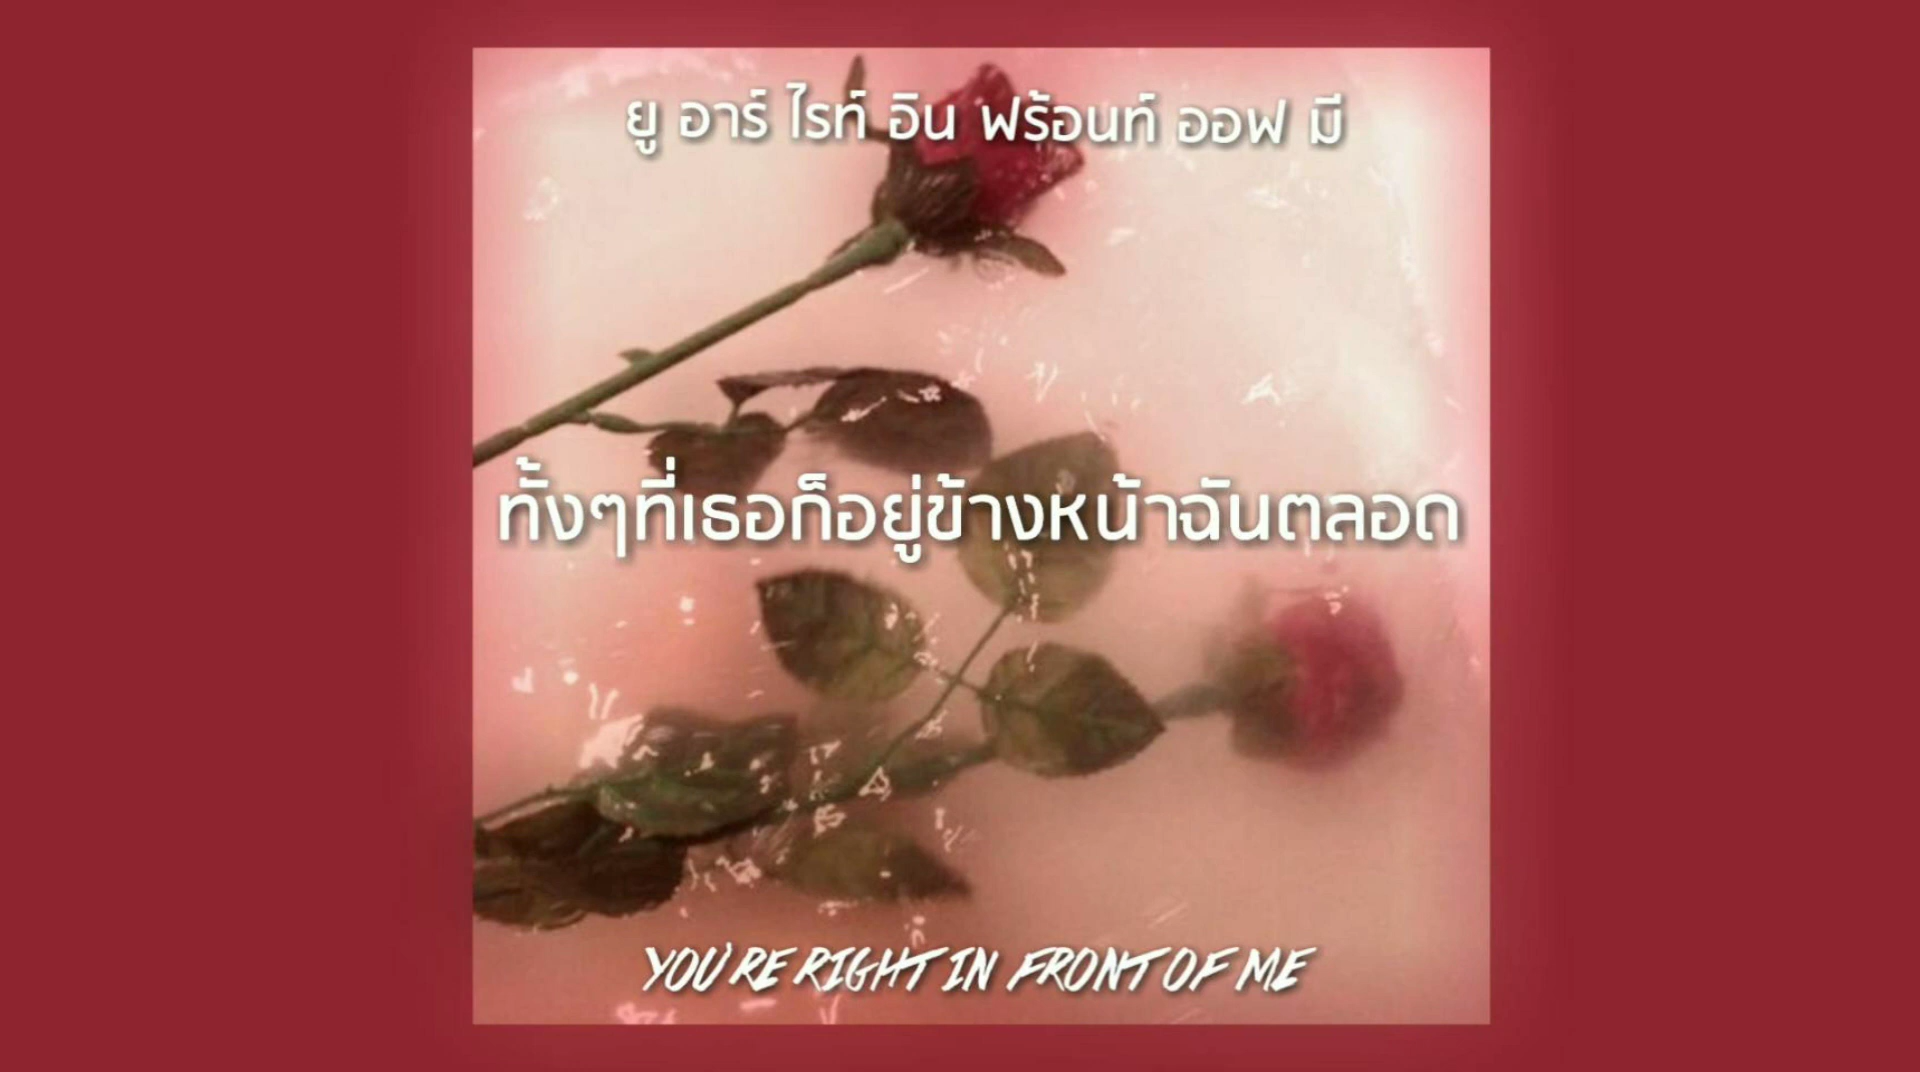 ยู อาร์ ไรท์ อิน ฟร้อนท์ ออฟ มี
ทั้งๆที่เธอก็อยู่ข้างหน้าฉันตลอด
YOU'RE RIGHT IN FRONT OF ME